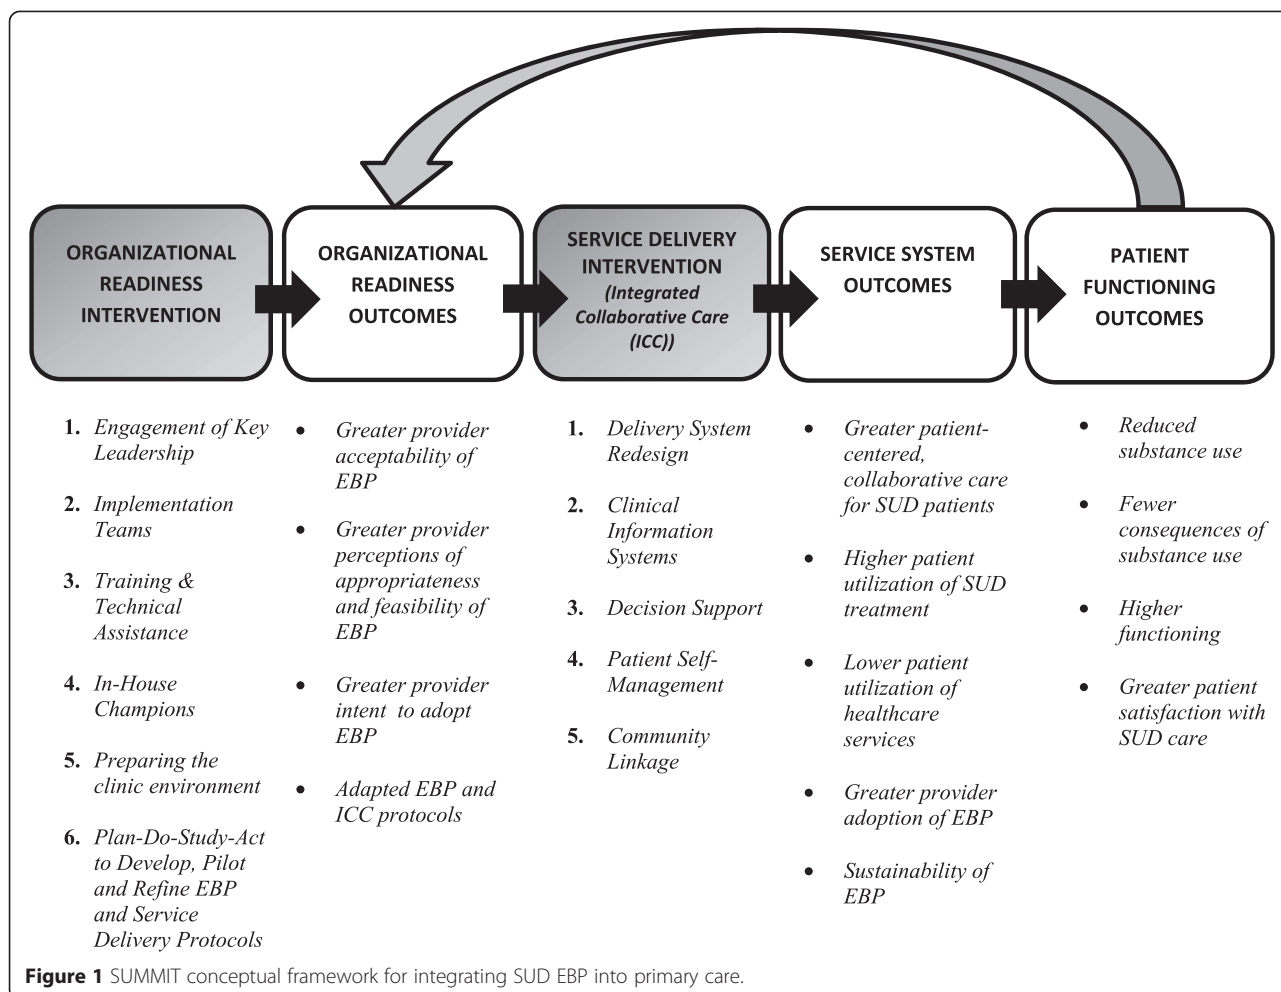 ORGANIZATIONAL
READINESS
INTERVENTION
ORGANIZATIONAL
READINESS
OUTCOMES
SERVICE DELIVERY
INTERVENTION
(Integrated
Collaborative Care
(ICC))
SERVICE SYSTEM
OUTCOMES
PATIENT
FUNCTIONING
OUTCOMES
1. Engagement of Key
Leadership
2. Implementation
Teams
3. Training &
Technical
Assistance
4. In-House
Champions
5. Preparing the
clinic environment
6. Plan-Do-Study-Act
to Develop, Pilot
and Refine EBP
and Service
Delivery Protocols
• Greater provider
acceptability of
EBP
• Greater provider
perceptions of
appropriateness
and feasibility of
EBP
• Greater provider
intent to adopt
EBP
• Adapted EBP and
ICC protocols
1. Delivery System
Redesign
2. Clinical
Information
Systems
3. Decision Support
4. Patient Self-
Management
5. Community
Linkage
• Greater patient-
centered,
collaborative care
for SUD patients
• Higher patient
utilization of SUD
treatment
• Lower patient
utilization of
healthcare
services
• Greater provider
adoption of EBP
• Sustainability of
EBP
• Reduced
substance use
• Fewer
consequences of
substance use
• Higher
functioning
• Greater patient
satisfaction with
SUD care
Figure 1 SUMMIT conceptual framework for integrating SUD EBP into primary care.